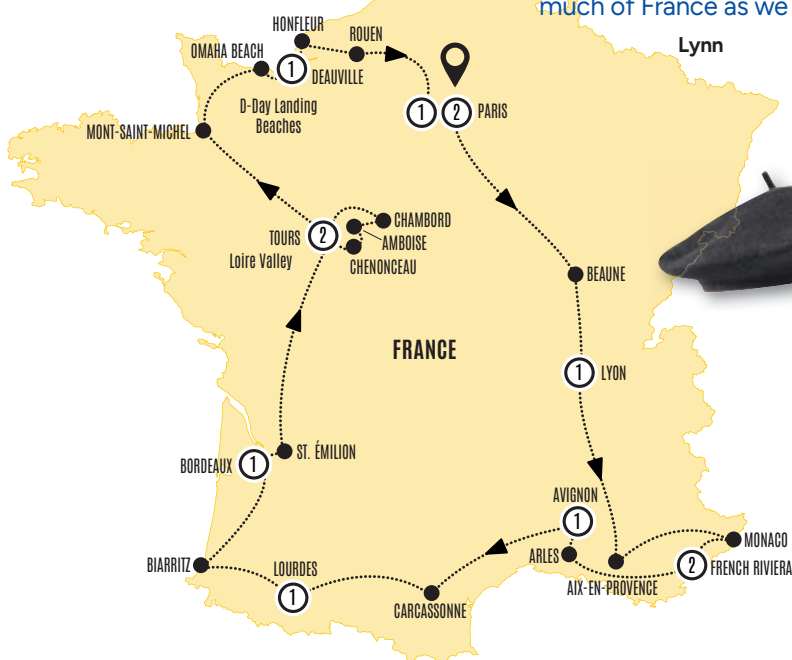 much of France as we
Lynn
HONFLEUR
ROUEN
OMAHA BEACH
1
DEAUVILLE
D-Day Landing
Beaches
1
2
PARIS
MONT-SAINT-MICHEL
CHAMBORD
TOURS
2
AMBOISE
Loire Valley
CHENONCEAU
BEAUNE
FRANCE
1
LYON
ST. ÉMILION
BORDEAUX
1
AVIGNON
1
MONACO
BIARRITZ
LOURDES
ARLES
2
FRENCH RIVIERA
1
AIX-EN-PROVENCE
CARCASSONNE